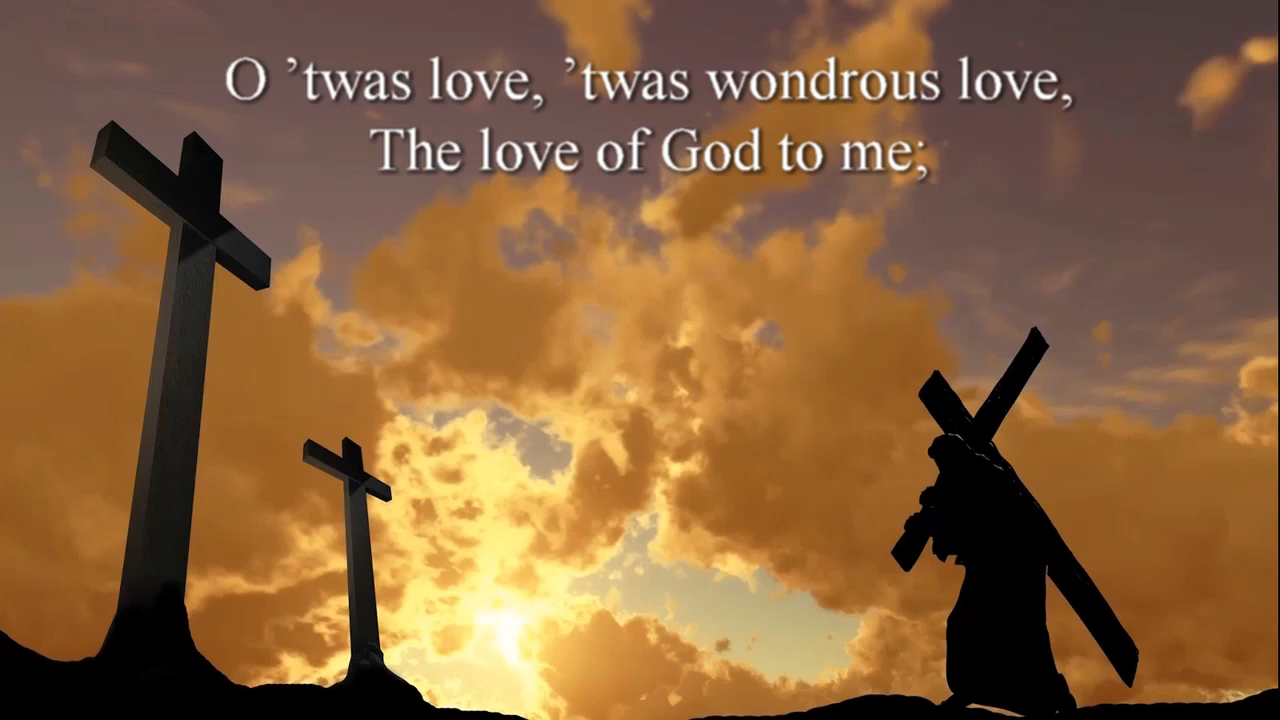 O ’twas love, ’twas wondrous love,
The love of God to me;